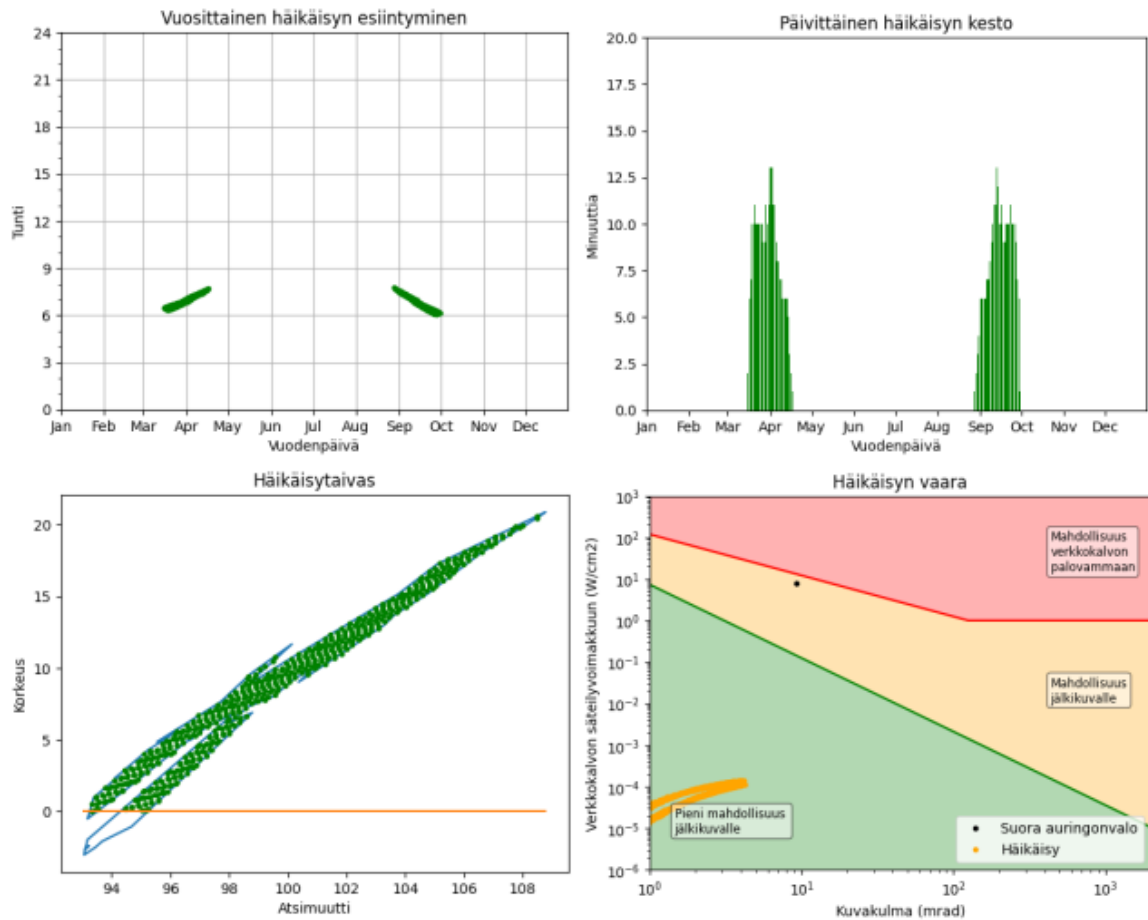 Vuosittainen häikäisyn esiintyminen
24
21
18
15
12
9
6
3
0
Tunti
Jan Feb Mar Apr May Jun Jul Aug Sep Oct Nov Dec
Vuodenpäivä
Päivittäinen häikäisyn kesto
20.0
17.5
15.0
12.5
10.0
7.5
5.0
2.5
0.0
Minuuttia
Jan Feb Mar Apr May Jun Jul Aug Sep Oct Nov Dec
Vuodenpäivä
Häikäisytaivas
20
15
10
5
0
Korkeus
94 96 98 100 102 104 106 108
Atsimuutti
Häikäisyn vaara
10³
10²
10¹
10⁰
10⁻¹
10⁻²
10⁻³
10⁻⁴
10⁻⁵
10⁻⁶
Verkkokalvon säteilyvoimakkuun (W/cm2)
Mahdollisuus
verkkokalvon
palovammaan
Mahdollisuus
jälkikuvalle
Pieni mahdollisuus
jälkikuvalle
Suora auringonvalo
Häikäisy
10⁰ 10¹ 10² 10³
Kuvakulma (mrad)